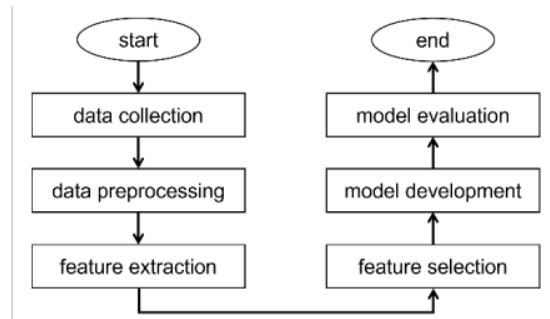 start
data collection
data preprocessing
feature extraction
feature selection
model development
model evaluation
end